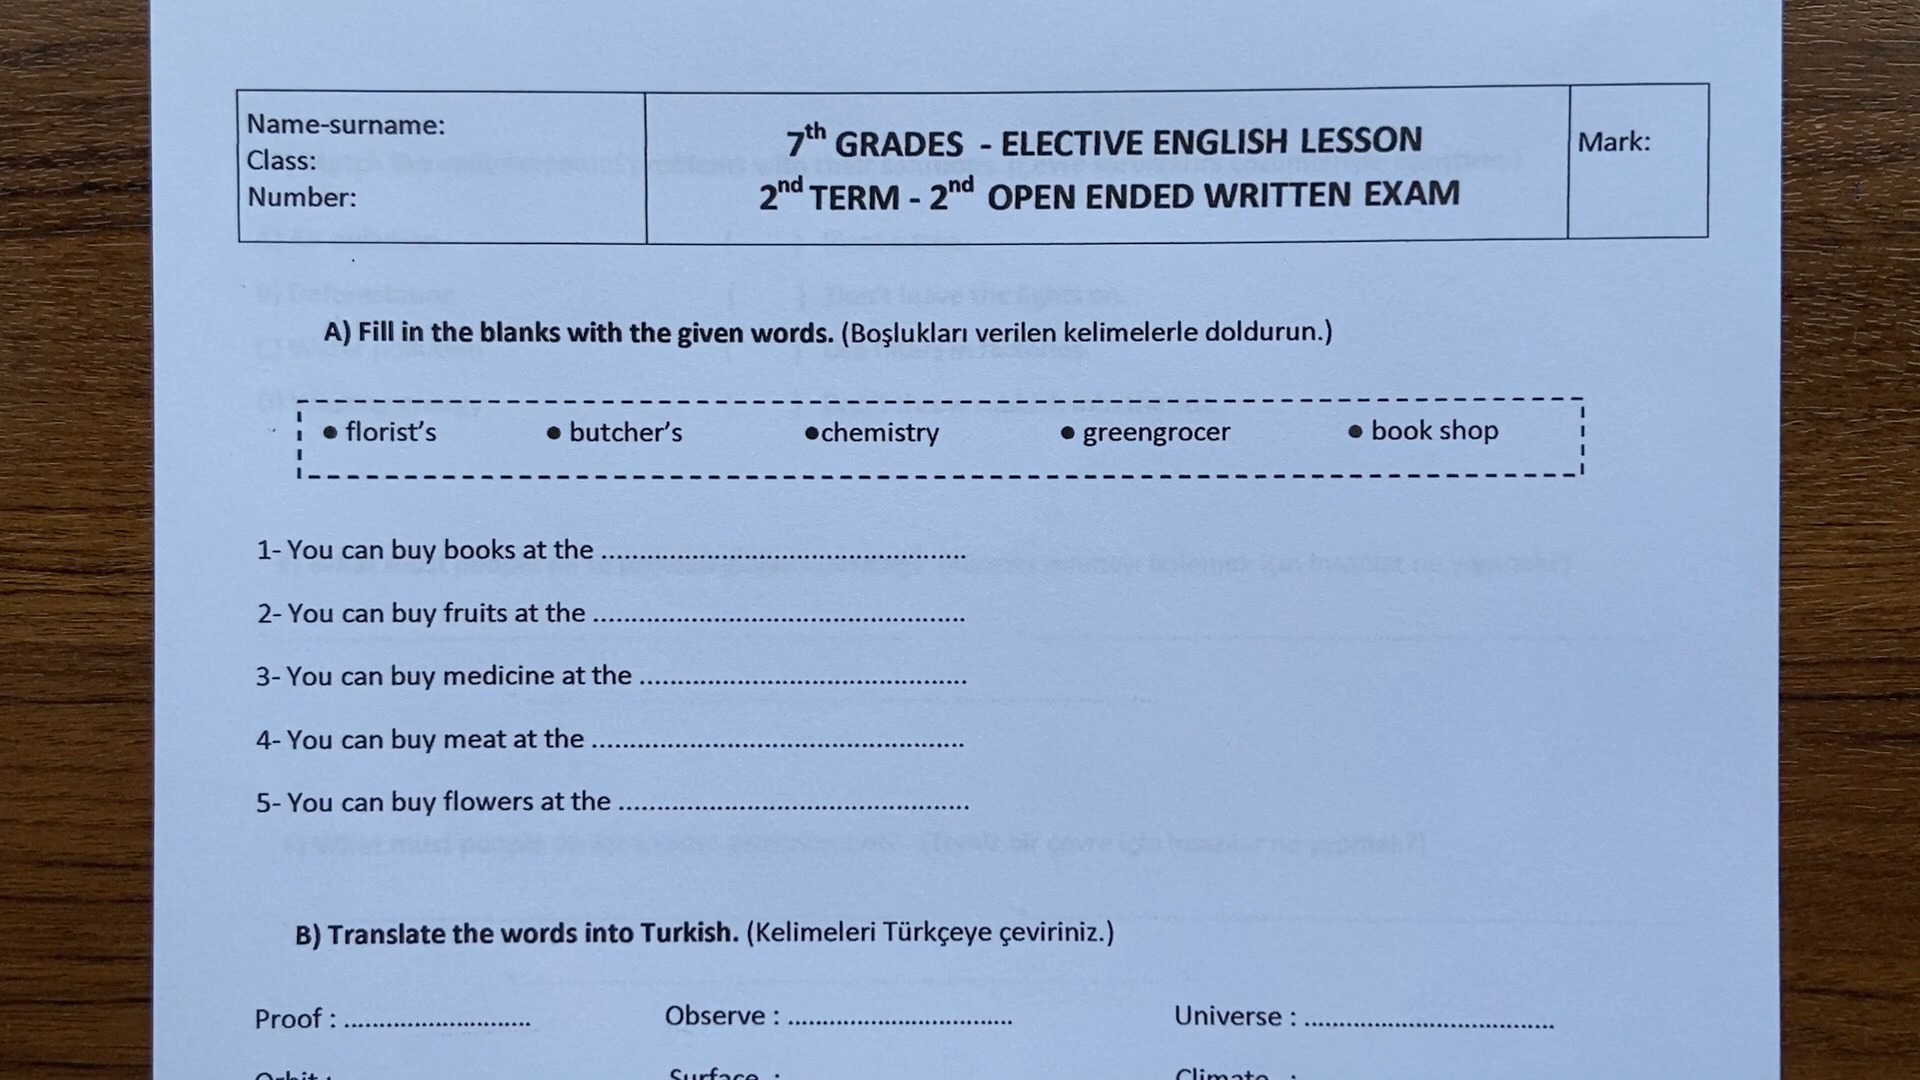 Name-surname:
Class:
Number:
7th GRADES - ELECTIVE ENGLISH LESSON
2nd TERM - 2nd OPEN ENDED WRITTEN EXAM
Mark:
A) Fill in the blanks with the given words. (Boşlukları verilen kelimelerle doldurun.)
● florist's ● butcher's ●chemistry ● greengrocer ● book shop
1- You can buy books at the ................................................
2- You can buy fruits at the .................................................
3- You can buy medicine at the ...........................................
4- You can buy meat at the .................................................
5- You can buy flowers at the ..............................................
B) Translate the words into Turkish. (Kelimeleri Türkçeye çeviriniz.)
Proof : ............................ Observe : .................................. Universe : .....................................
Orbit : Surface : Climate :